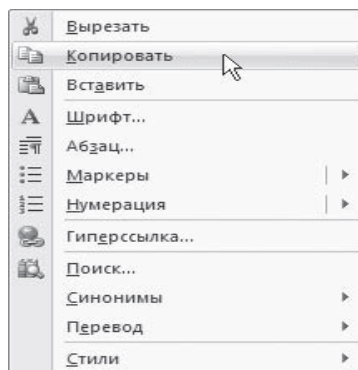 Вырезать
Копировать
Вставить
Шрифт...
Абзац...
Маркеры
Нумерация
Гиперссылка...
Поиск...
Синонимы
Перевод
Стили